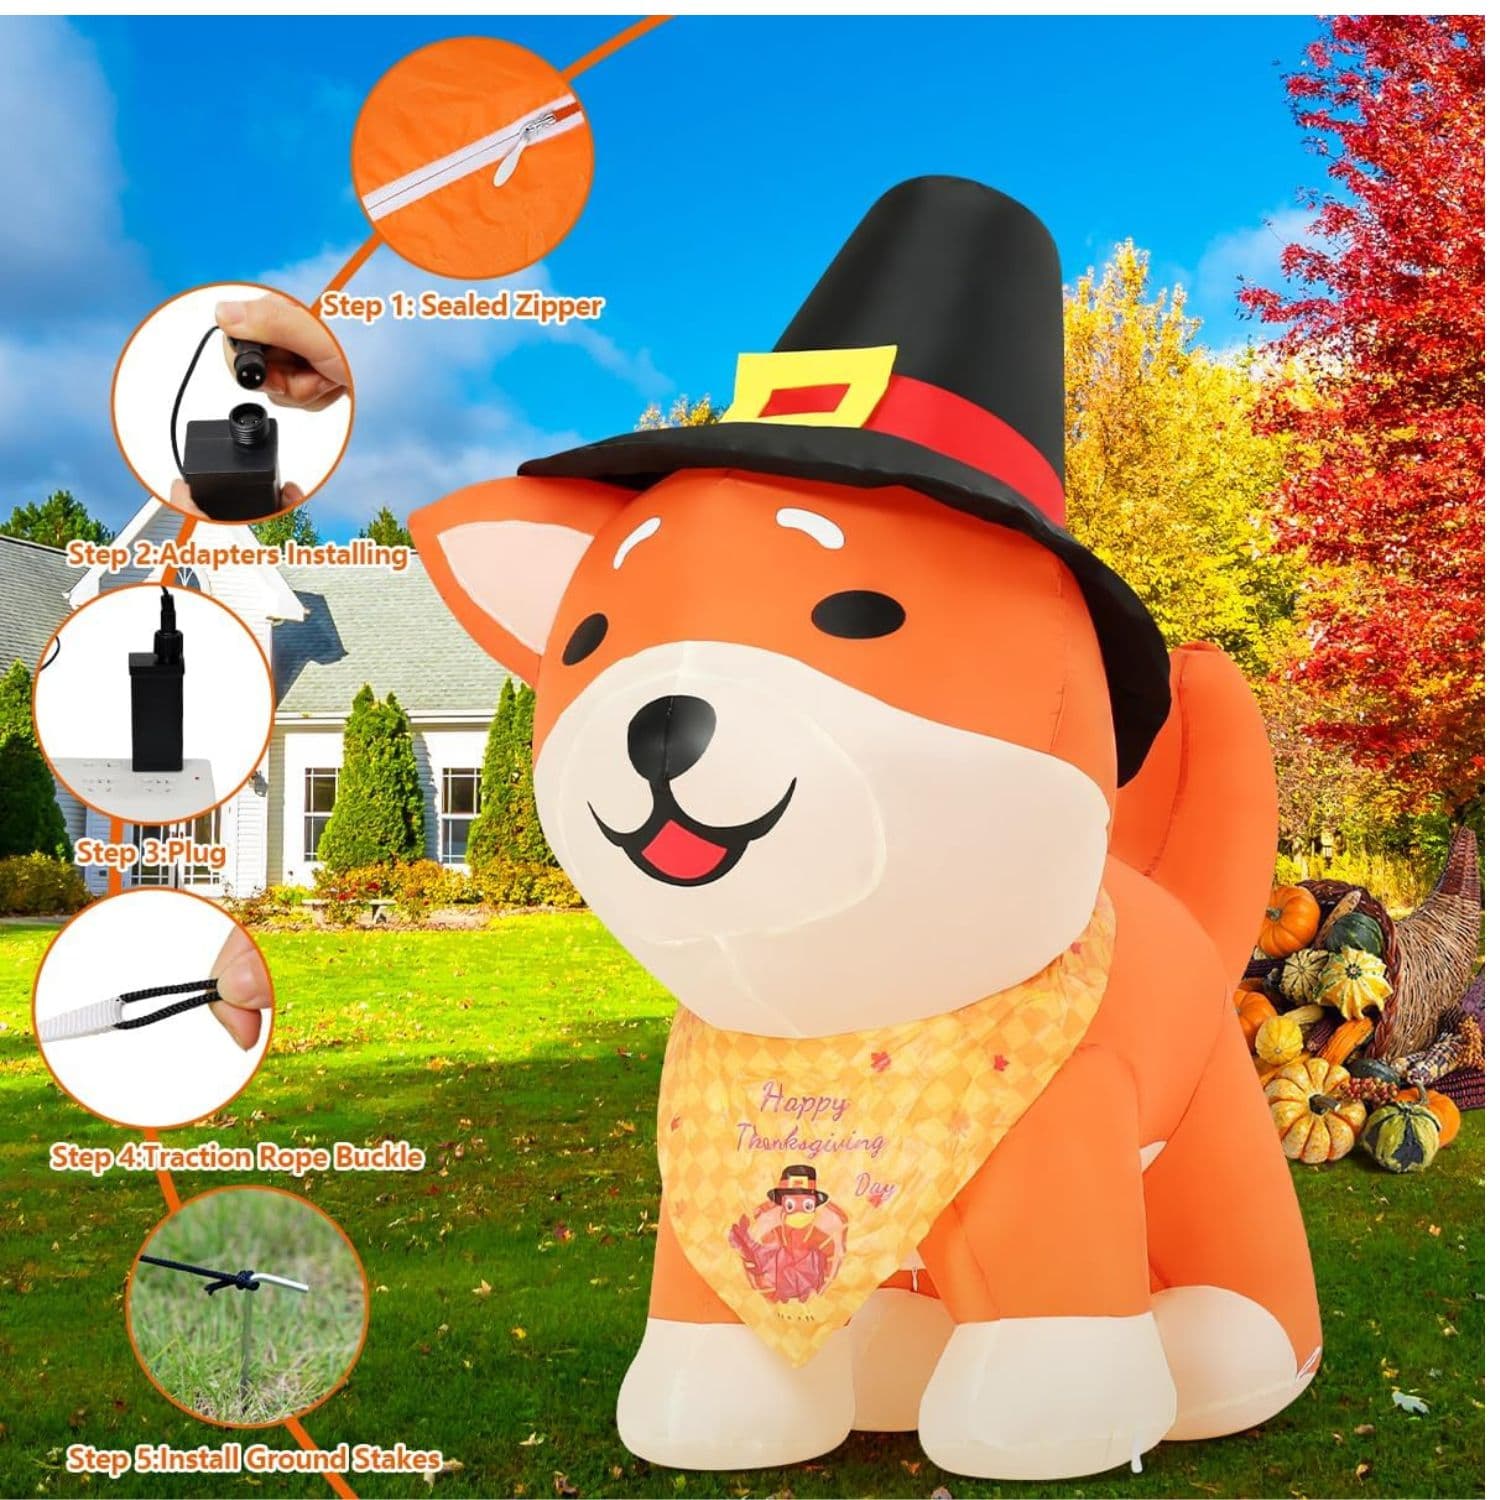 Step 1: Sealed Zipper
Step 2:Adapters Installing
Step 3:Plug
Step 4:Traction Rope Buckle
Step 5:Install Ground Stakes
Happy
Thanksgiving
Day